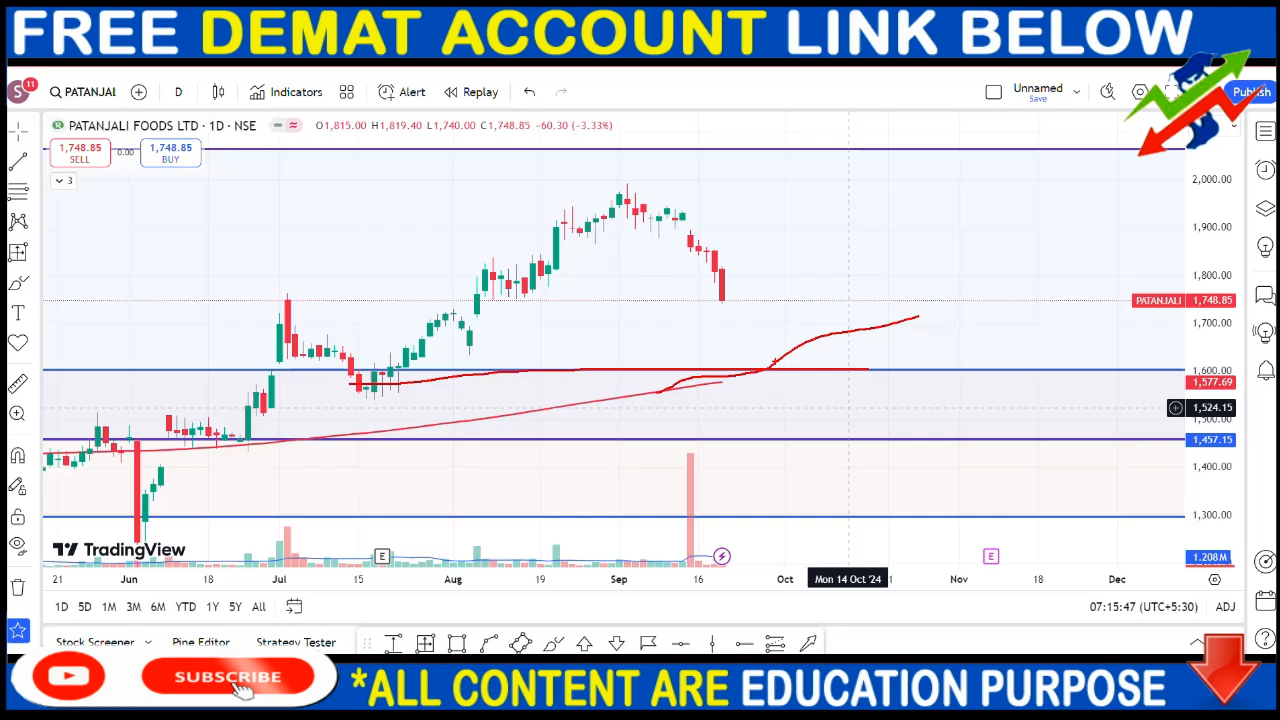 FREE DEMAT ACCOUNT LINK BELOW
S 11 PATANJAI D Indicators Alert Replay Unnamed Save Publish
PATANJALI FOODS LTD · 1D · NSE O1,815.00 H1,819.40 L1,740.00 C1,748.85 −60.30 (−3.33%)
1,748.85 SELL 0.00 1,748.85 BUY
3
2,000.00
1,900.00
1,800.00
PATANJALI 1,748.85
1,700.00
1,600.00
1,577.69
1,524.15
1,500.00
1,457.15
1,400.00
1,300.00
TradingView
E
E
1.208M
21 Jun 18 Jul 15 Aug 19 Sep 16 Oct Mon 14 Oct '24 1 Nov 18 Dec
1D 5D 1M 3M 6M YTD 1Y 5Y All 07:15:47 (UTC+5:30) ADJ
Stock Screener Pine Editor Strategy Tester
SUBSCRIBE
*ALL CONTENT ARE EDUCATION PURPOSE